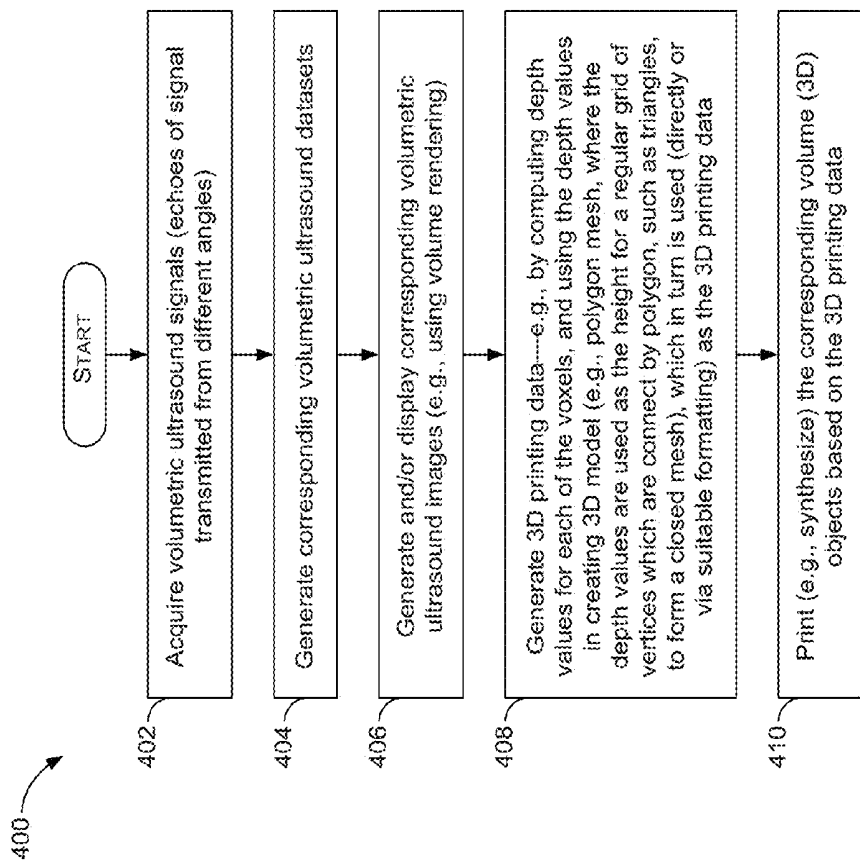 400
START
402
Acquire volumetric ultrasound signals (echoes of signal
transmitted from different angles)
404
Generate corresponding volumetric ultrasound datasets
406
Generate and/or display corresponding volumetric
ultrasound images (e.g., using volume rendering)
408
Generate 3D printing data---e.g., by computing depth
values for each of the voxels, and using the depth values
in creating 3D model (e.g., polygon mesh, where the
depth values are used as the height for a regular grid of
vertices which are connect by polygon, such as triangles,
to form a closed mesh), which in turn is used (directly or
via suitable formatting) as the 3D printing data
410
Print (e.g., synthesize) the corresponding volume (3D)
objects based on the 3D printing data